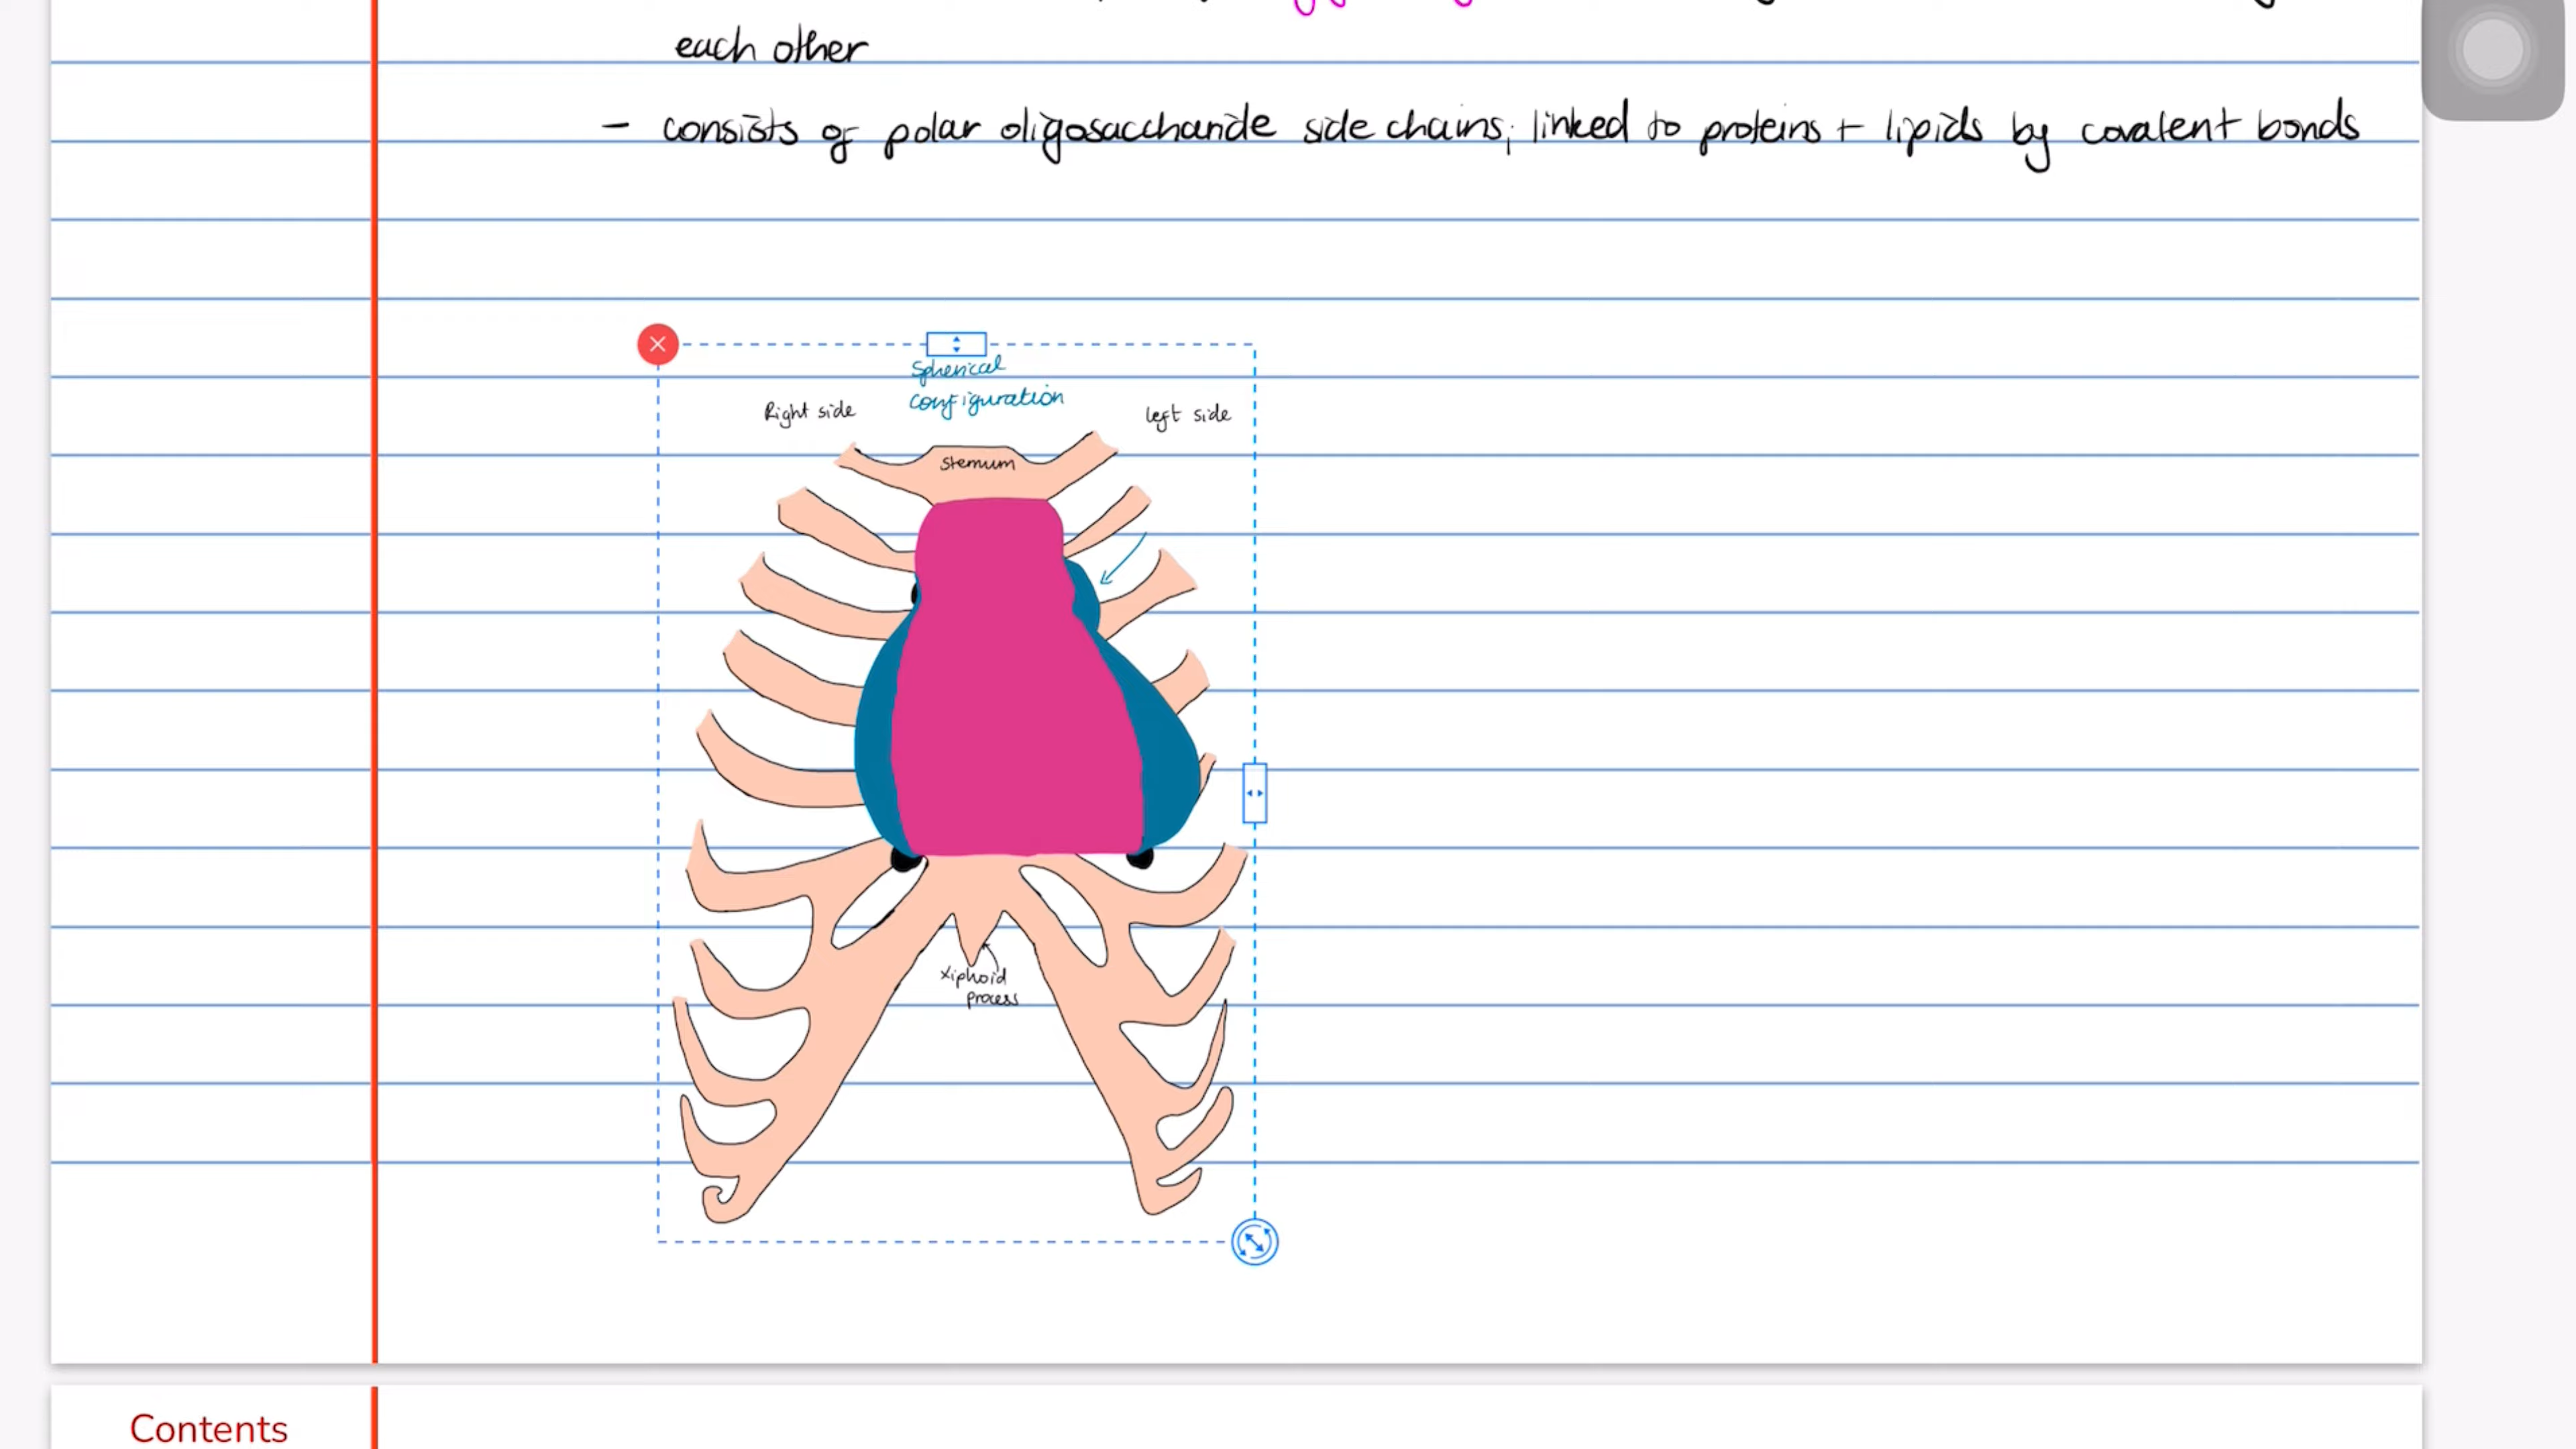 each other
- consists of polar oligosaccharide side chains; linked to proteins + lipids by covalent bonds
Spherical
configuration
Right side
left side
Sternum
Xiphoid
process
Contents